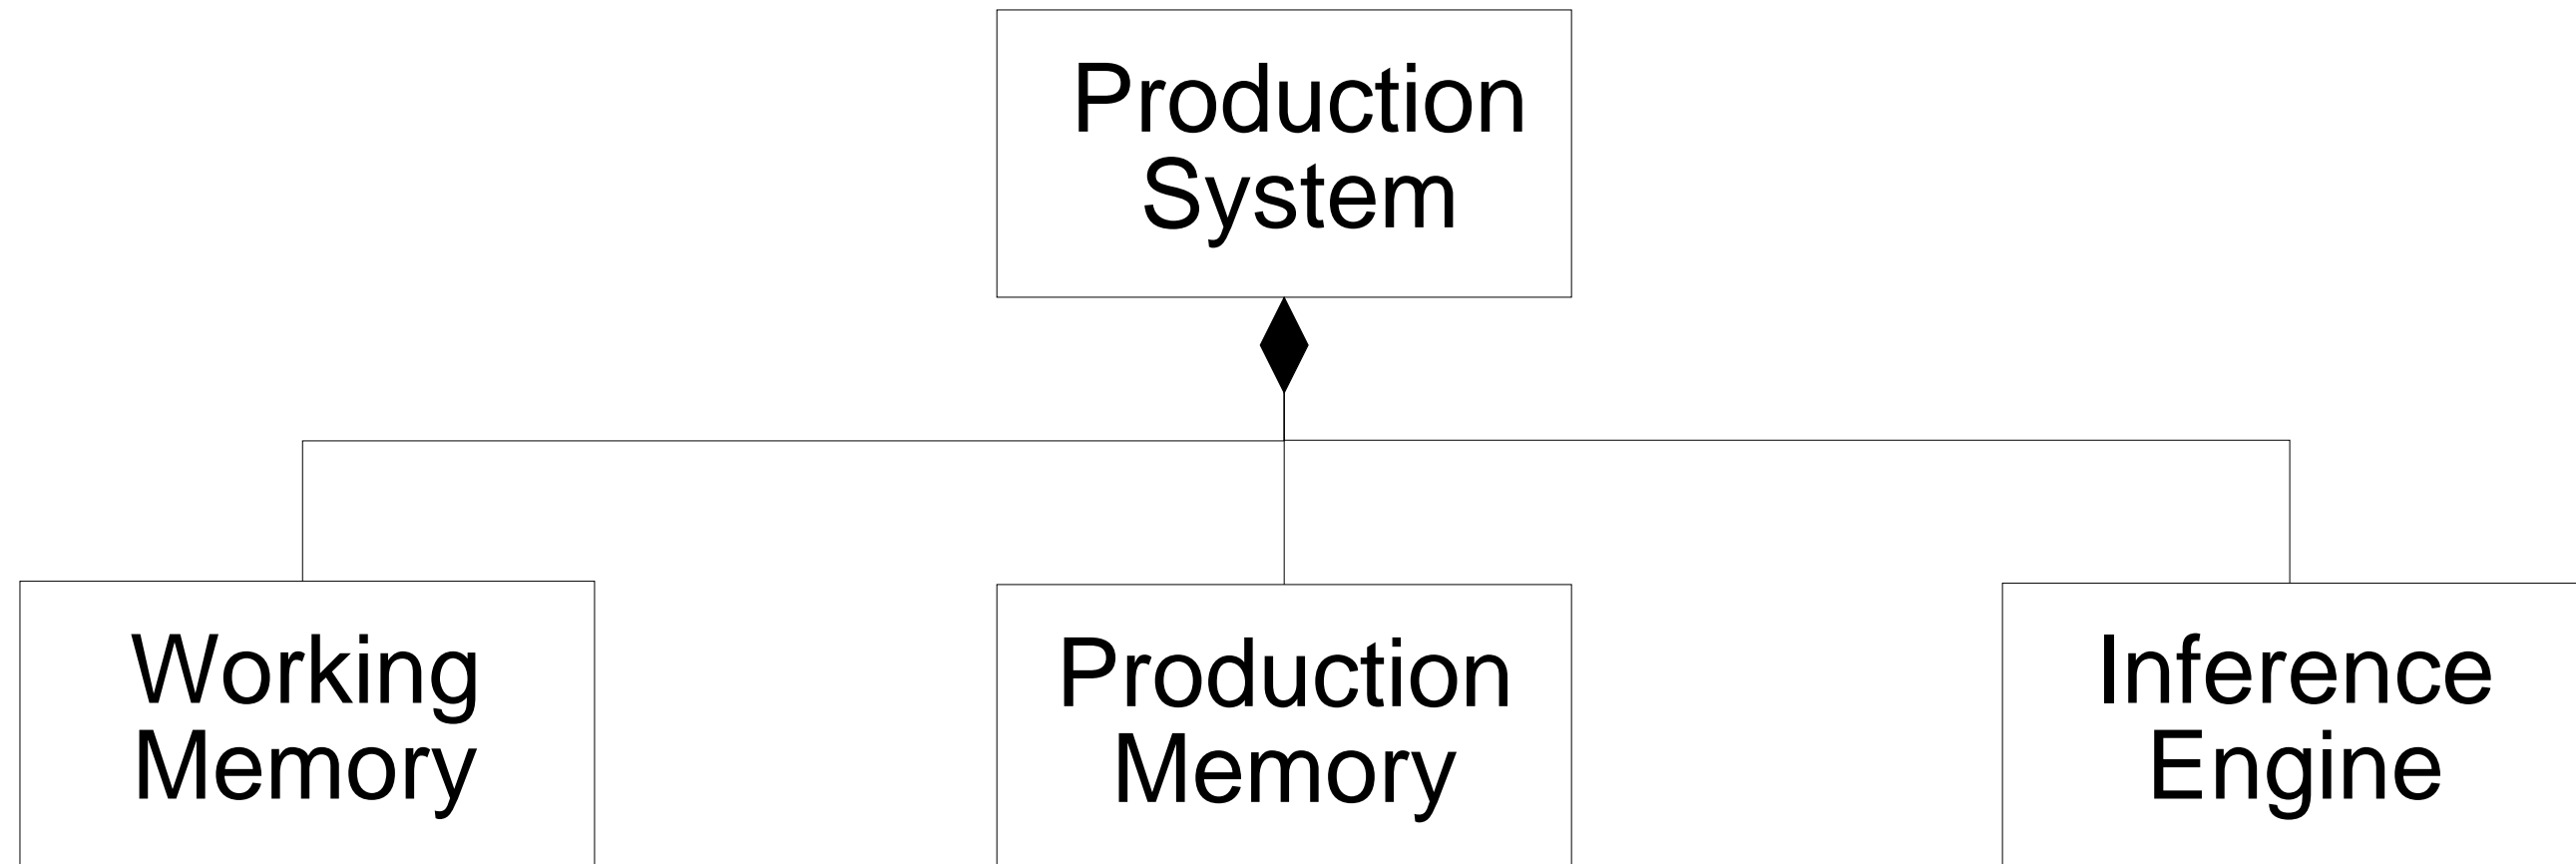 Production
System
Working
Memory
Production
Memory
Inference
Engine